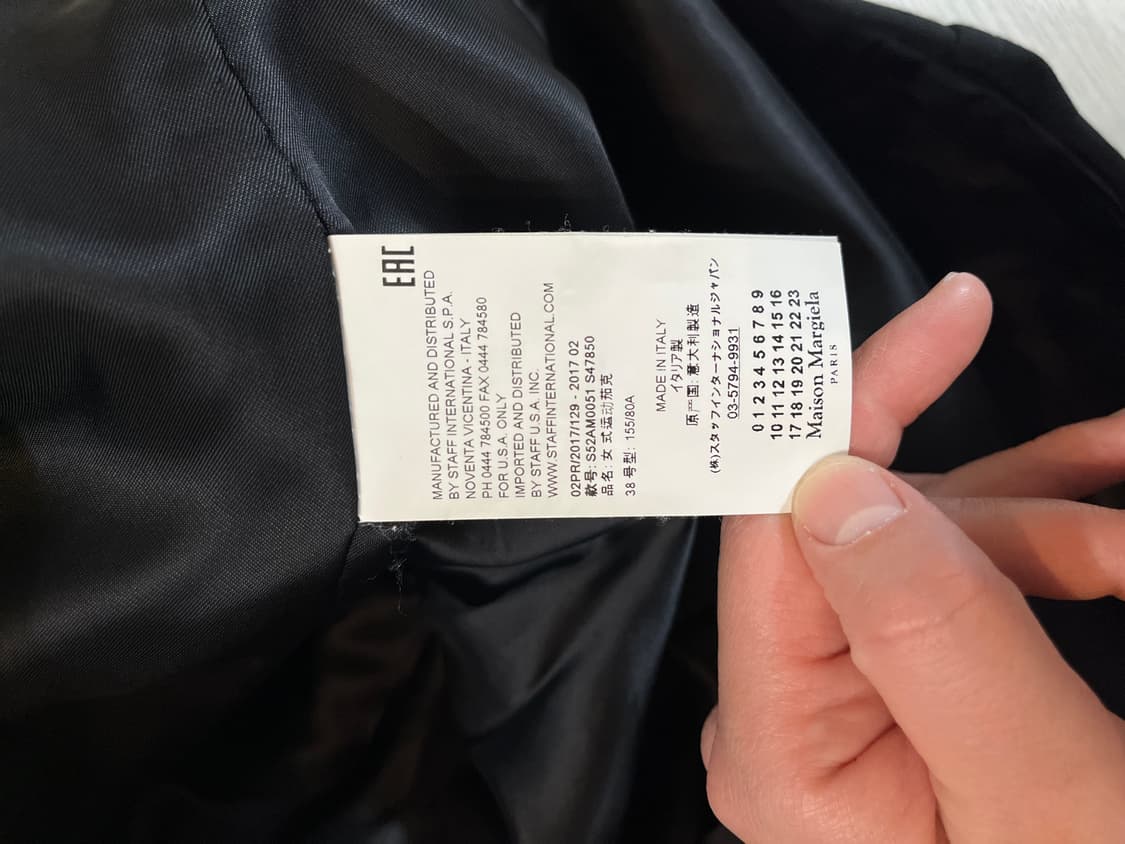 EAC
MANUFACTURED AND DISTRIBUTED
BY STAFF INTERNATIONAL S.P.A.
NOVENTA VICENTINA - ITALY
PH 0444 784500 FAX 0444 784580
FOR U.S.A. ONLY
IMPORTED AND DISTRIBUTED
BY STAFF U.S.A. INC.
WWW.STAFFINTERNATIONAL.COM
02PR/2017/129 - 2017 02
款号: S52AM0051 S47850
品名: 女式运动茄克
38 号型: 155/80A
MADE IN ITALY
イタリア製
原产国: 意大利製造
(株)スタッフインターナショナルジャパン
03-5794-9931
0 1 2 3 4 5 6 7 8 9
10 11 12 13 14 15 16
17 18 19 20 21 22 23
Maison Margiela
PARIS